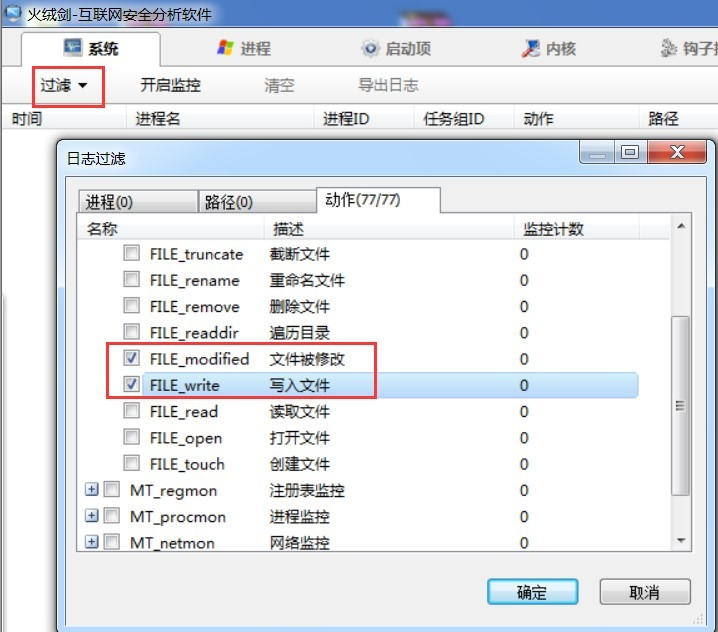 火绒剑-互联网安全分析软件
系统 进程 启动项 内核 钩子
过滤 开启监控 清空 导出日志
时间 进程名 进程ID 任务组ID 动作 路径
日志过滤
进程(0) 路径(0) 动作(77/77)
名称 描述 监控计数
FILE_truncate 截断文件 0
FILE_rename 重命名文件 0
FILE_remove 删除文件 0
FILE_readdir 遍历目录 0
FILE_modified 文件被修改 0
FILE_write 写入文件 0
FILE_read 读取文件 0
FILE_open 打开文件 0
FILE_touch 创建文件 0
MT_regmon 注册表监控 0
MT_procmon 进程监控 0
MT_netmon 网络监控 0
确定 取消